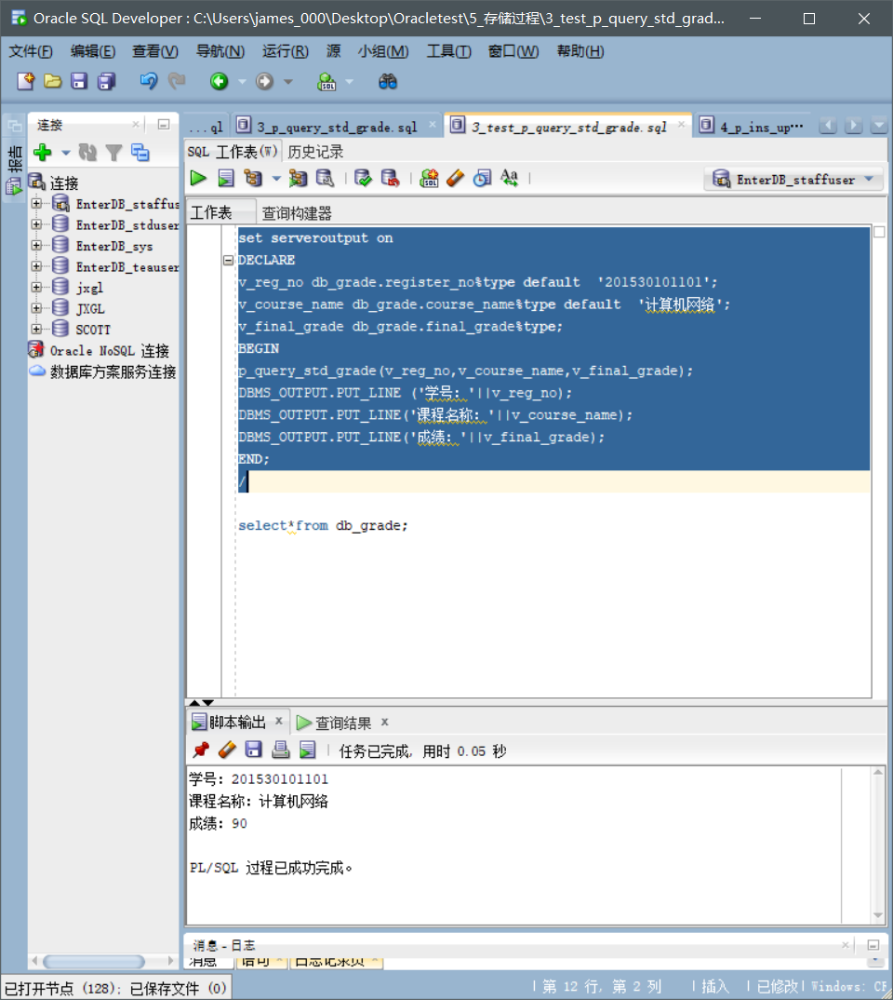 Oracle SQL Developer : C:\Users\james_000\Desktop\Oracletest\5_存储过程\3_test_p_query_std_grad...
文件(F) 编辑(E) 查看(V) 导航(N) 运行(R) 源 小组(M) 工具(T) 窗口(W) 帮助(H)
连接
...ql
3_p_query_std_grade.sql
3_test_p_query_std_grade.sql
4_p_ins_up...
报告
SQL 工作表(W) 历史记录
EnterDB_staffuser
工作表 查询构建器
连接
EnterDB_staffus
EnterDB_stduser
EnterDB_sys
EnterDB_teauser
jxgl
JXGL
SCOTT
Oracle NoSQL 连接
数据库方案服务连接
set serveroutput on
DECLARE
v_reg_no db_grade.register_no%type default  '201530101101';
v_course_name db_grade.course_name%type default  '计算机网络';
v_final_grade db_grade.final_grade%type;
BEGIN
p_query_std_grade(v_reg_no,v_course_name,v_final_grade);
DBMS_OUTPUT.PUT_LINE ('学号：'||v_reg_no);
DBMS_OUTPUT.PUT_LINE('课程名称：'||v_course_name);
DBMS_OUTPUT.PUT_LINE('成绩：'||v_final_grade);
END;
/
select*from db_grade;
脚本输出 查询结果
任务已完成, 用时 0.05 秒
学号：201530101101
课程名称：计算机网络
成绩：90
PL/SQL 过程已成功完成。
消息 - 日志
消息 语句 日志记录页
已打开节点 (128); 已保存文件 (0)
第 12 行, 第 2 列 插入 已修改 Windows: CF